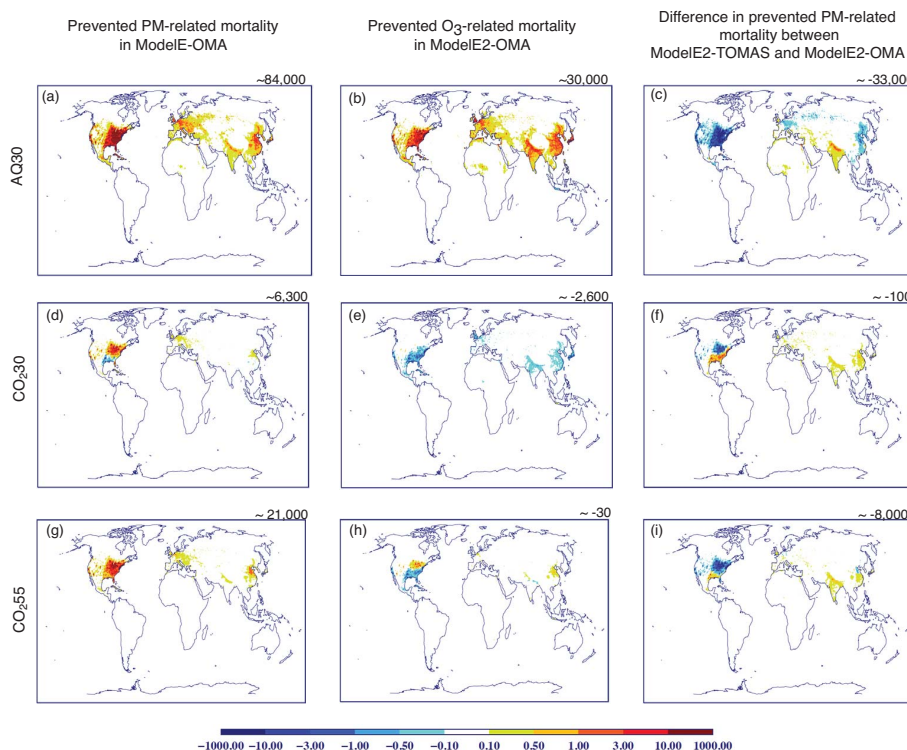 Prevented PM-related mortality
in ModelE-OMA
Prevented O3-related mortality
in ModelE2-OMA
Difference in prevented PM-related
mortality between
ModelE2-TOMAS and ModelE2-OMA
~84,000
~30,000
~ -33,000
(a)
(b)
(c)
AQ30
~6,300
~ -2,600
~ -100
(d)
(e)
(f)
CO230
~ 21,000
~ -30
~ -8,000
(g)
(h)
(i)
CO255
−1000.00 −10.00 −3.00 −1.00 −0.50 −0.10 0.10 0.50 1.00 3.00 10.00 1000.00